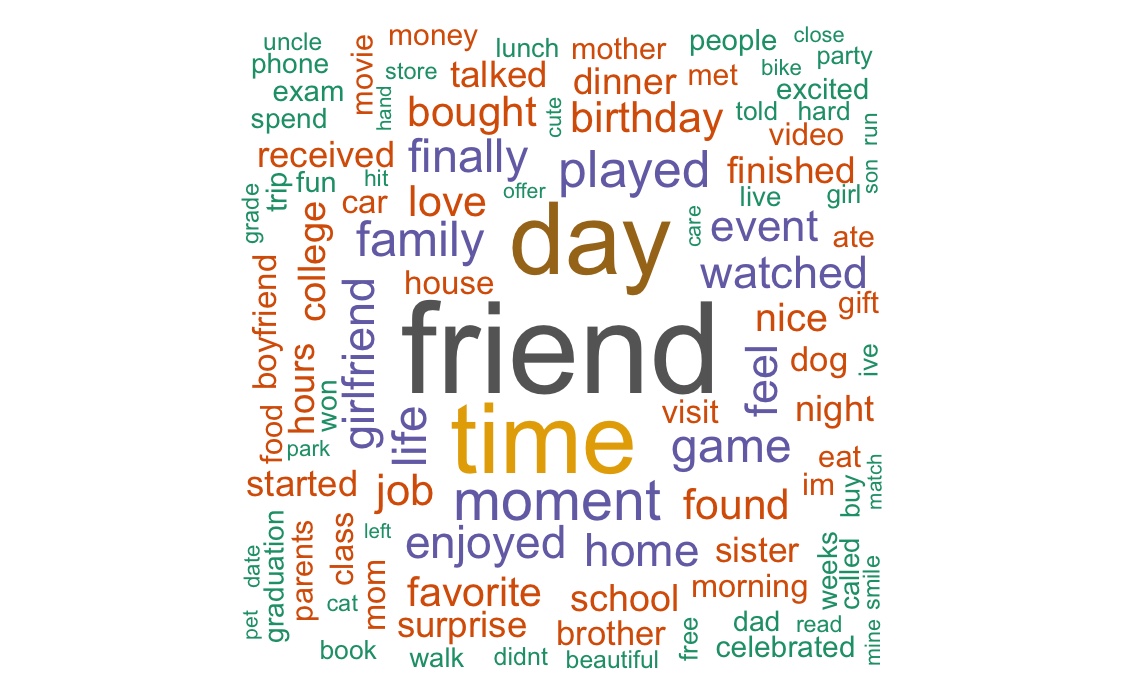 uncle
money
lunch
mother
people
close
phone
movie
store
talked
dinner
met
bike
party
exam
hand
bought
cute
birthday
told
hard
excited
spend
video
run
received
finally
played
finished
son
grade
trip
fun
hit
car
love
offer
day
care
live
girl
college
family
event
ate
boyfriend
house
watched
girlfriend
friend
nice
gift
hours
won
feel
dog
ive
food
park
life
time
visit
night
game
eat
started
job
moment
found
im
buy
match
date
graduation
parents
class
left
enjoyed
home
sister
weeks
called
smile
pet
cat
mom
favorite
school
morning
surprise
brother
free
dad
read
mine
book
walk
didnt
beautiful
celebrated